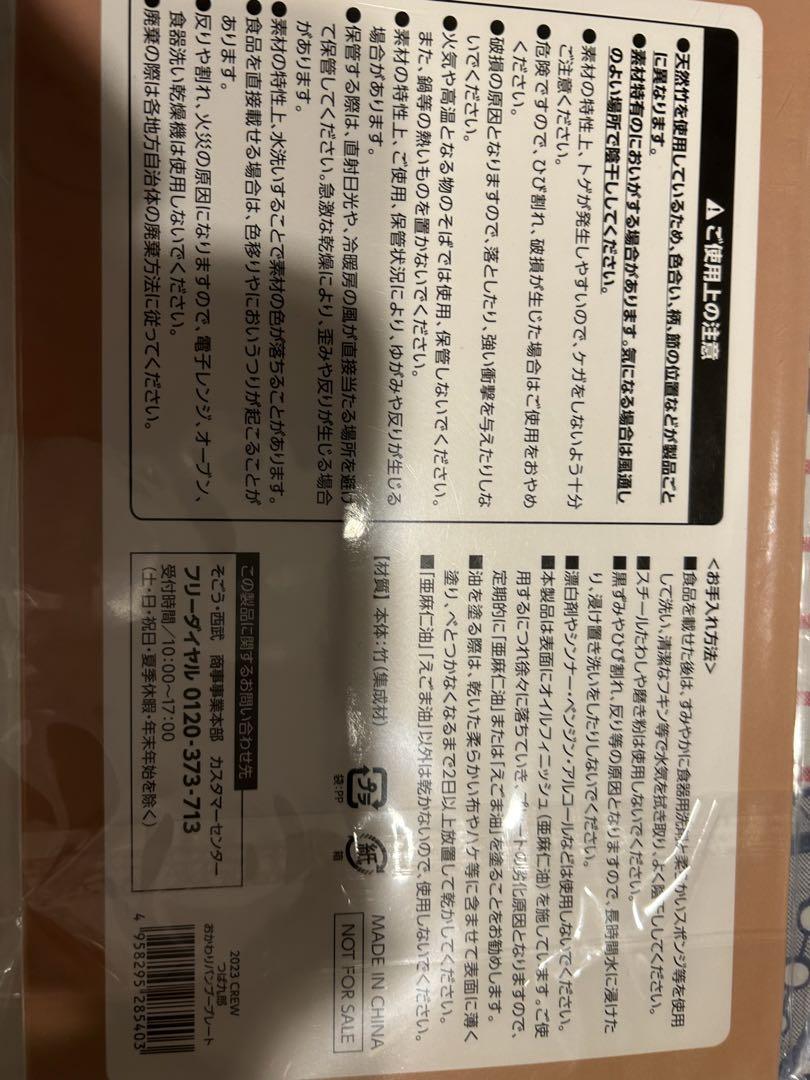 ⚠ご使用上の注意
●天然竹を使用しているため、色合い、柄、節の位置などが製品ごと
に異なります。
●素材特有のにおいがする場合があります。気になる場合は風通し
のよい場所で陰干ししてください。
●素材の特性上、トゲが発生しやすいので、ケガをしないよう十分
ご注意ください。
●危険ですので、ひび割れ、破損が生じた場合はご使用をおやめ
ください。
●破損の原因となりますので、落としたり、強い衝撃を与えたりしな
いでください。
●火気や高温となる物のそばでは使用、保管しないでください。
また、鍋等の熱いものを置かないでください。
●素材の特性上、ご使用、保管状況により、ゆがみや反りが生じる
場合があります。
●保管する際は、直射日光や、冷暖房の風が直接当たる場所を避け
て保管してください。急激な乾燥により、歪みや反りが生じる場合
があります。
●素材の特性上、水洗いすることで素材の色が落ちることがあります。
●食品を直接載せる場合は、色移りやにおいうつりが起こることが
あります。
●反りや割れ、火災の原因になりますので、電子レンジ、オーブン、
食器洗い乾燥機は使用しないでください。
●廃棄の際は各地方自治体の廃棄方法に従ってください。
<お手入れ方法>
■食品を載せた後は、すみやかに食器用洗剤と柔らかいスポンジ等を使用
して洗い、清潔なフキン等で水気を拭き取り、よく陰干ししてください。
■スチールたわしや磨き粉は使用しないでください。
■黒ずみやひび割れ、反り等の原因となりますので、長時間水に浸けた
り、浸け置き洗いをしたりしないでください。
■漂白剤やシンナー・ベンジン・アルコールなどは使用しないでください。
■本製品は表面にオイルフィニッシュ(亜麻仁油)を施しています。ご使
用するにつれ徐々に落ちていき、プレートの劣化原因となりますので、
定期的に「亜麻仁油」または「えごま油」を塗ることをお勧めします。
■油を塗る際は、乾いた柔らかい布やハケ等に含ませて表面に薄く
塗り、べとつかなくなるまで2日以上放置して乾かしてください。
■「亜麻仁油」「えごま油」以外は乾かないので、使用しないでください。
【材質】本体:竹(集成材)
プラ
袋:PP
紙
箱
MADE IN CHINA
NOT FOR SALE
この製品に関するお問い合わせ先
そごう・西武 商事事業本部 カスタマーセンター
フリーダイヤル 0120-373-713
受付時間/10:00~17:00
(土・日・祝日・夏季休暇・年末年始を除く)
2023 CREW
つば九郎
おかわりバンブープレート
4 958295 285403